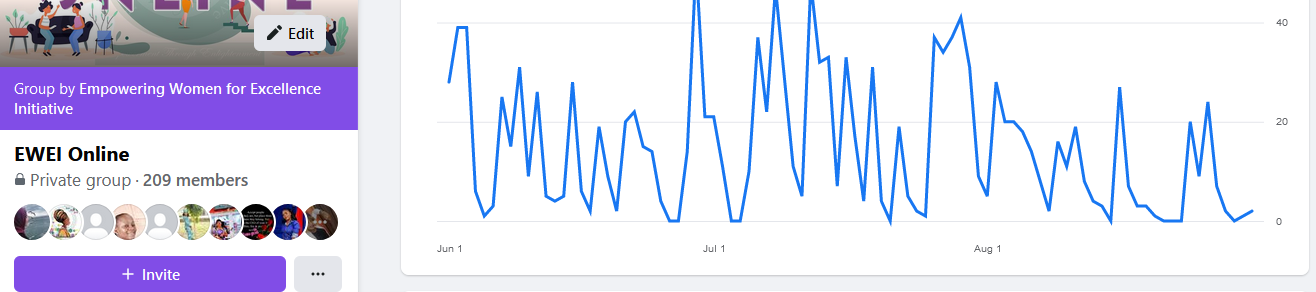 Edit
Group by Empowering Women for Excellence
Initiative
EWEI Online
Private group · 209 members
+ Invite
40
20
0
Jun 1
Jul 1
Aug 1